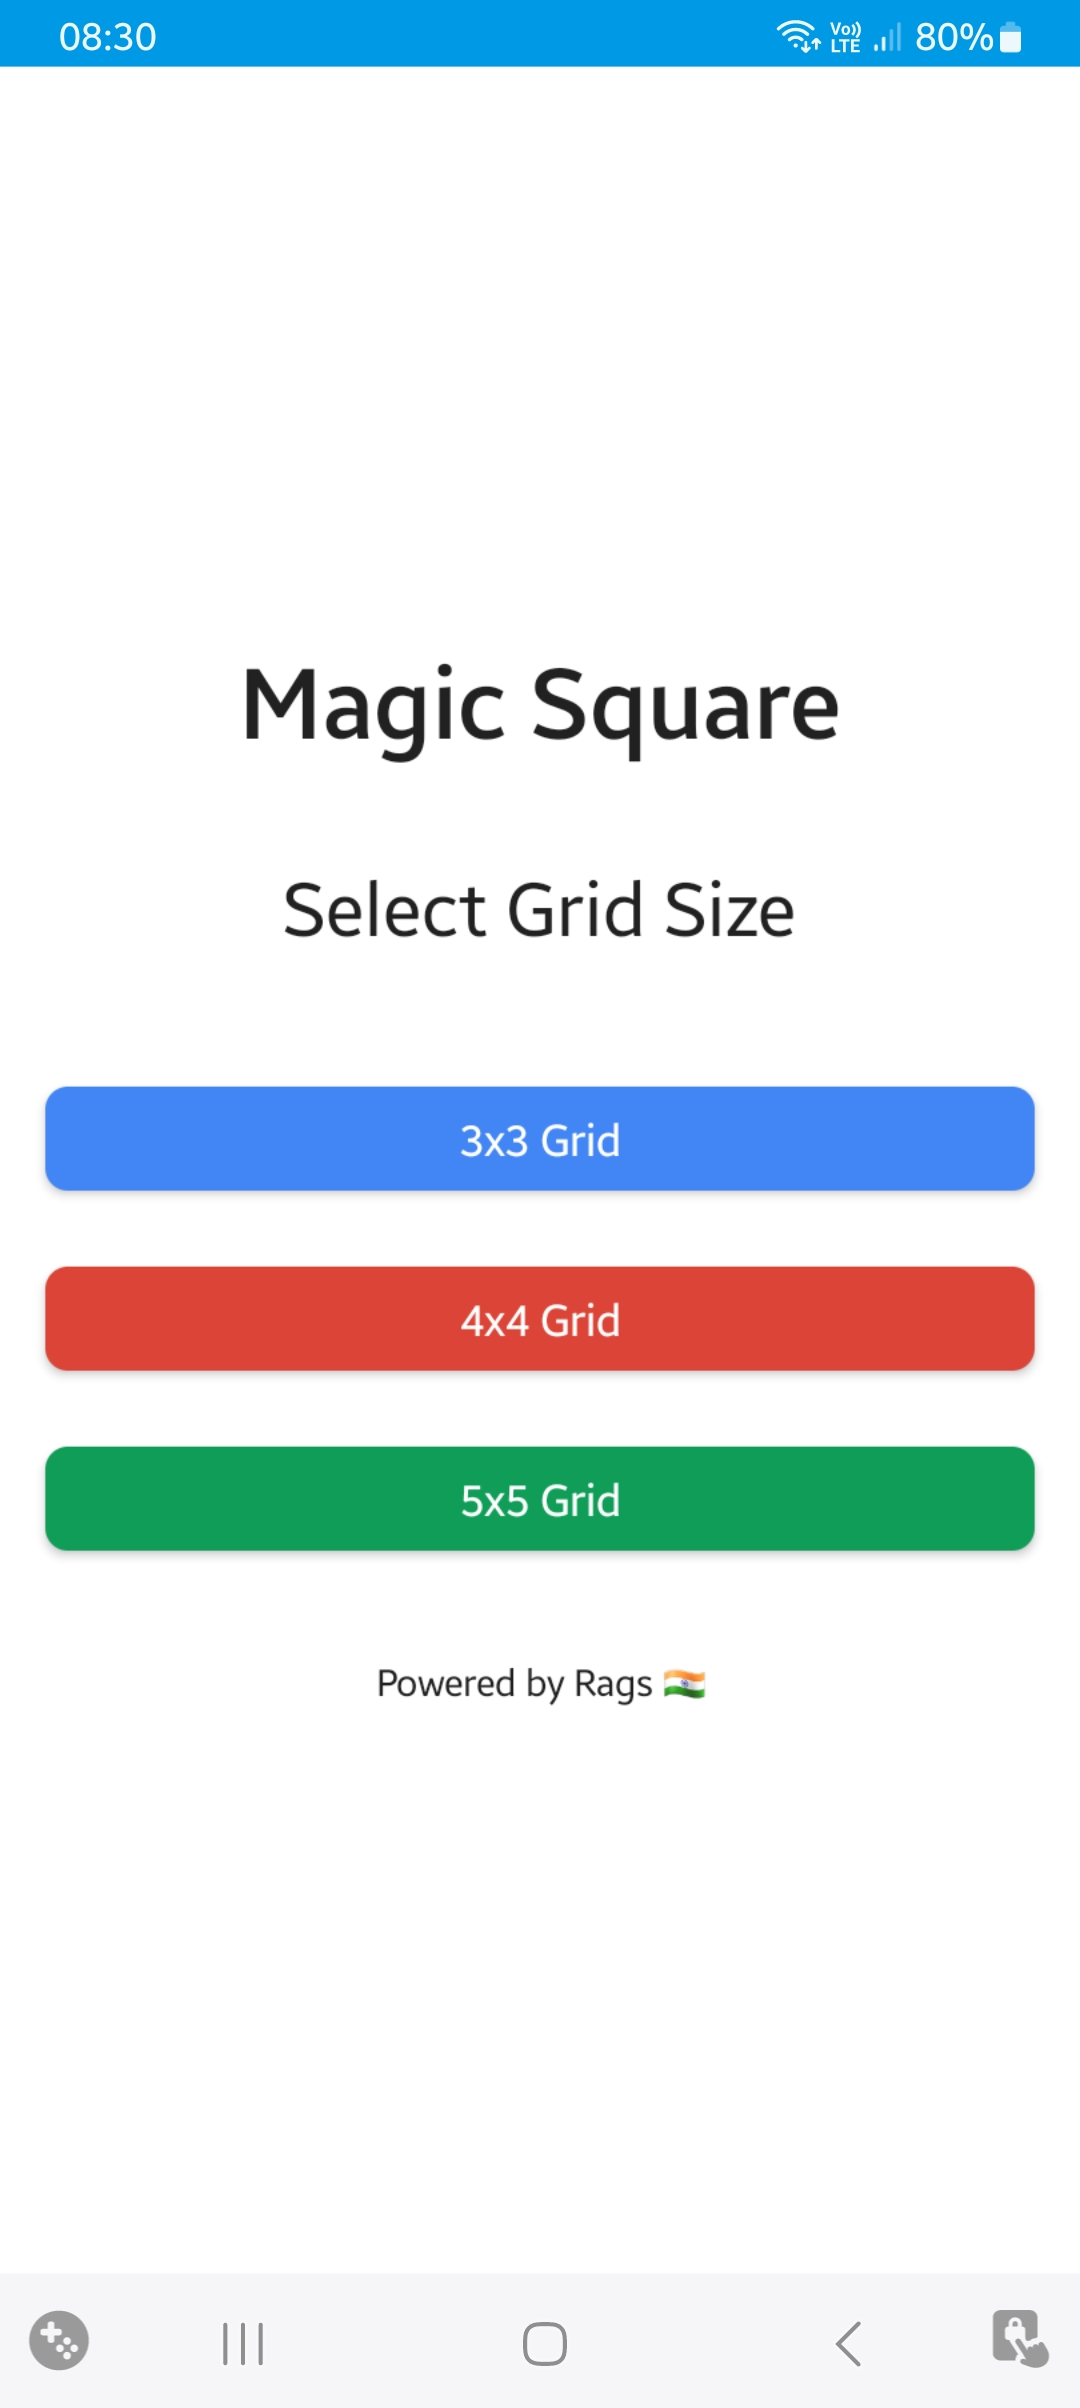 08:30
Vo)) LTE 80%
Magic Square
Select Grid Size
3x3 Grid
4x4 Grid
5x5 Grid
Powered by Rags 🇮🇳